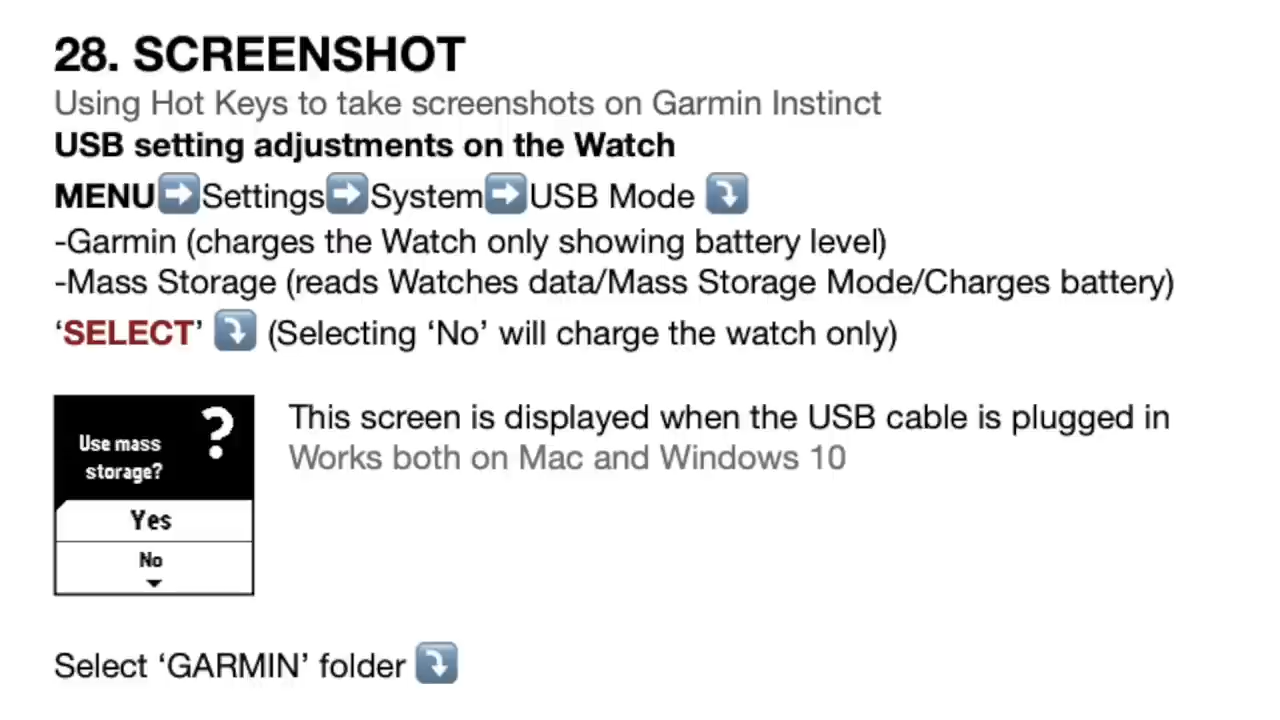 28. SCREENSHOT
Using Hot Keys to take screenshots on Garmin Instinct
USB setting adjustments on the Watch
MENU➡️Settings➡️System➡️USB Mode ⤵️
-Garmin (charges the Watch only showing battery level)
-Mass Storage (reads Watches data/Mass Storage Mode/Charges battery)
‘SELECT’ ⤵️ (Selecting ‘No’ will charge the watch only)
Use mass
storage?
?
Yes
No
This screen is displayed when the USB cable is plugged in
Works both on Mac and Windows 10
Select ‘GARMIN’ folder ⤵️